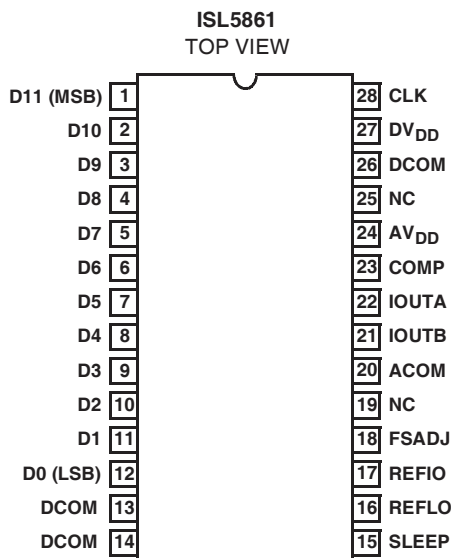 ISL5861
TOP VIEW
D11 (MSB) 1 28 CLK
D10 2 27 DVDD
D9 3 26 DCOM
D8 4 25 NC
D7 5 24 AVDD
D6 6 23 COMP
D5 7 22 IOUTA
D4 8 21 IOUTB
D3 9 20 ACOM
D2 10 19 NC
D1 11 18 FSADJ
D0 (LSB) 12 17 REFIO
DCOM 13 16 REFLO
DCOM 14 15 SLEEP